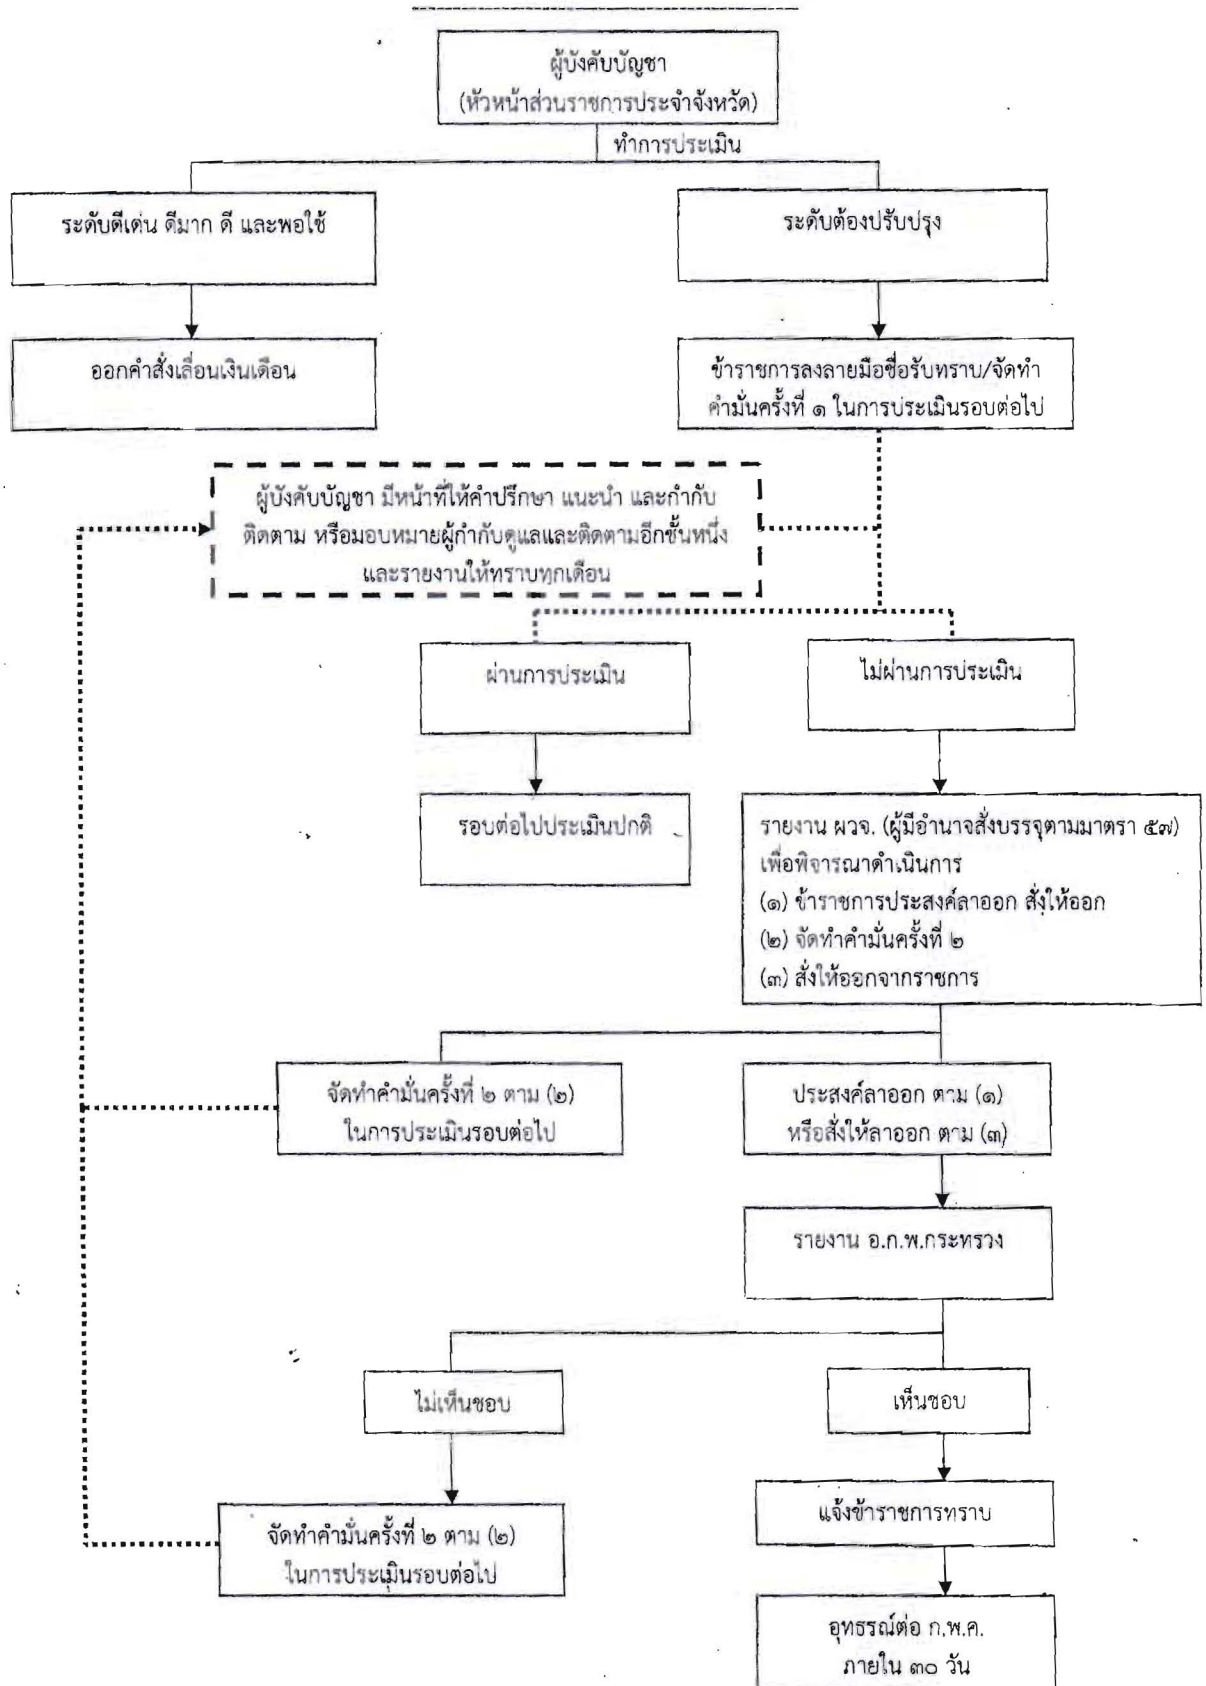 ผู้บังคับบัญชา
(หัวหน้าส่วนราชการประจำจังหวัด)
ทำการประเมิน
ระดับดีเด่น ดีมาก ดี และพอใช้
ระดับต้องปรับปรุง
ออกคำสั่งเลื่อนเงินเดือน
ข้าราชการลงลายมือชื่อรับทราบ/จัดทำ
คำมั่นครั้งที่ ๑ ในการประเมินรอบต่อไป
ผู้บังคับบัญชา มีหน้าที่ให้คำปรึกษา แนะนำ และกำกับ
ติดตาม หรือมอบหมายผู้กำกับดูแลและติดตามอีกชั้นหนึ่ง
และรายงานให้ทราบทุกเดือน
ผ่านการประเมิน
ไม่ผ่านการประเมิน
รอบต่อไปประเมินปกติ
รายงาน ผวจ. (ผู้มีอำนาจสั่งบรรจุตามมาตรา ๕๗)
เพื่อพิจารณาดำเนินการ
(๑) ข้าราชการประสงค์ลาออก สั่งให้ออก
(๒) จัดทำคำมั่นครั้งที่ ๒
(๓) สั่งให้ออกจากราชการ
จัดทำคำมั่นครั้งที่ ๒ ตาม (๒)
ในการประเมินรอบต่อไป
ประสงค์ลาออก ตาม (๑)
หรือสั่งให้ลาออก ตาม (๓)
รายงาน อ.ก.พ.กระทรวง
ไม่เห็นชอบ
เห็นชอบ
จัดทำคำมั่นครั้งที่ ๒ ตาม (๒)
ในการประเมินรอบต่อไป
แจ้งข้าราชการทราบ
อุทธรณ์ต่อ ก.พ.ค.
ภายใน ๓๐ วัน